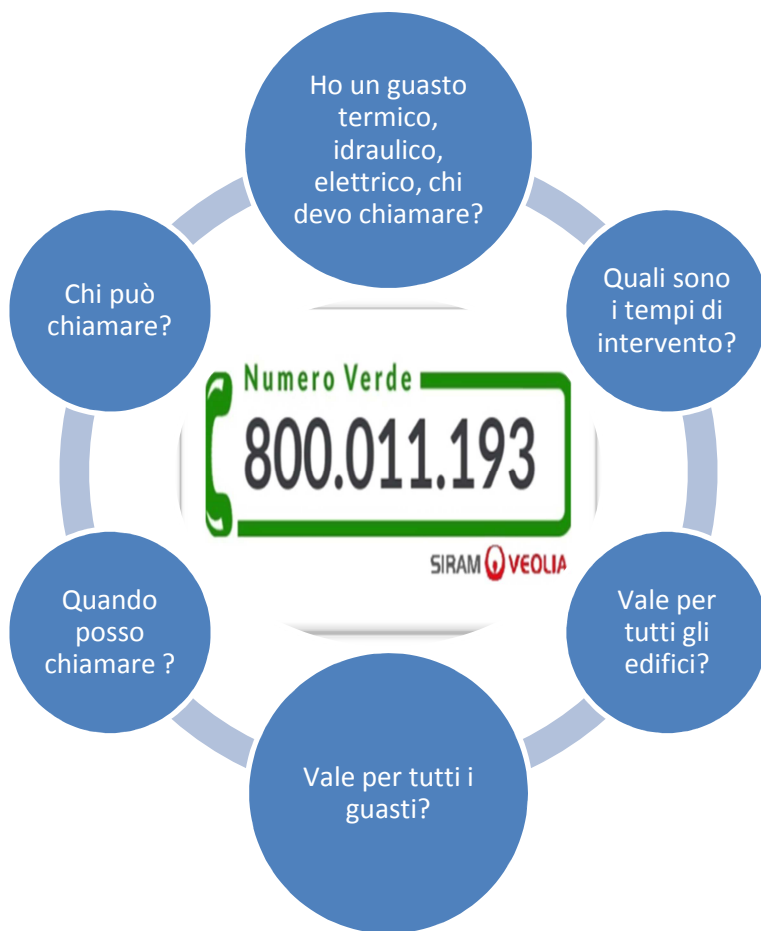 Ho un guasto
termico,
idraulico,
elettrico, chi
devo chiamare?
Chi può
chiamare?
Quali sono
i tempi di
intervento?
Numero Verde
800.011.193
SIRAM VEOLIA
Quando
posso
chiamare ?
Vale per
tutti gli
edifici?
Vale per tutti i
guasti?